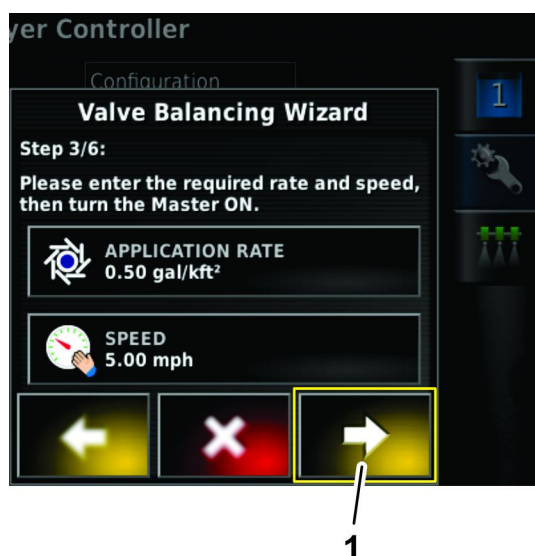 yer Controller
Configuration
1
Valve Balancing Wizard
Step 3/6:
Please enter the required rate and speed,
then turn the Master ON.
APPLICATION RATE
0.50 gal/kft²
SPEED
5.00 mph
1